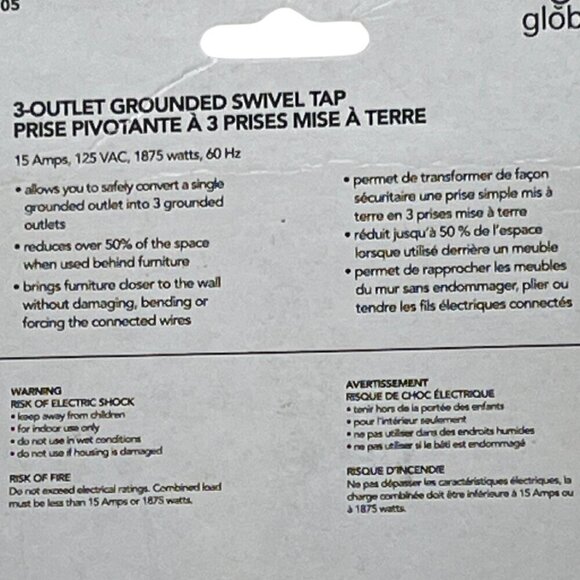 05
glob
3-OUTLET GROUNDED SWIVEL TAP
PRISE PIVOTANTE À 3 PRISES MISE À TERRE
15 Amps, 125 VAC, 1875 watts, 60 Hz
• allows you to safely convert a single
grounded outlet into 3 grounded
outlets
• reduces over 50% of the space
when used behind furniture
• brings furniture closer to the wall
without damaging, bending or
forcing the connected wires
• permet de transformer de façon
sécuritaire une prise simple mis à
terre en 3 prises mise à terre
• réduit jusqu'à 50 % de l'espace
lorsque utilisé derrière un meuble
• permet de rapprocher les meubles
du mur sans endommager, plier ou
tendre les fils électriques connectés
WARNING
RISK OF ELECTRIC SHOCK
• keep away from children
• for indoor use only
• do not use in wet conditions
• do not use if housing is damaged
RISK OF FIRE
Do not exceed electrical ratings. Combined load
must be less than 15 Amps or 1875 watts.
AVERTISSEMENT
RISQUE DE CHOC ÉLECTRIQUE
• tenir hors de la portée des enfants
• pour l'intérieur seulement
• ne pas utiliser dans des endroits humides
• ne pas utiliser si le bâti est endommagé
RISQUE D'INCENDIE
Ne pas dépasser les caractéristiques électriques, la
charge combinée doit être inférieure à 15 Amps ou
à 1875 watts.